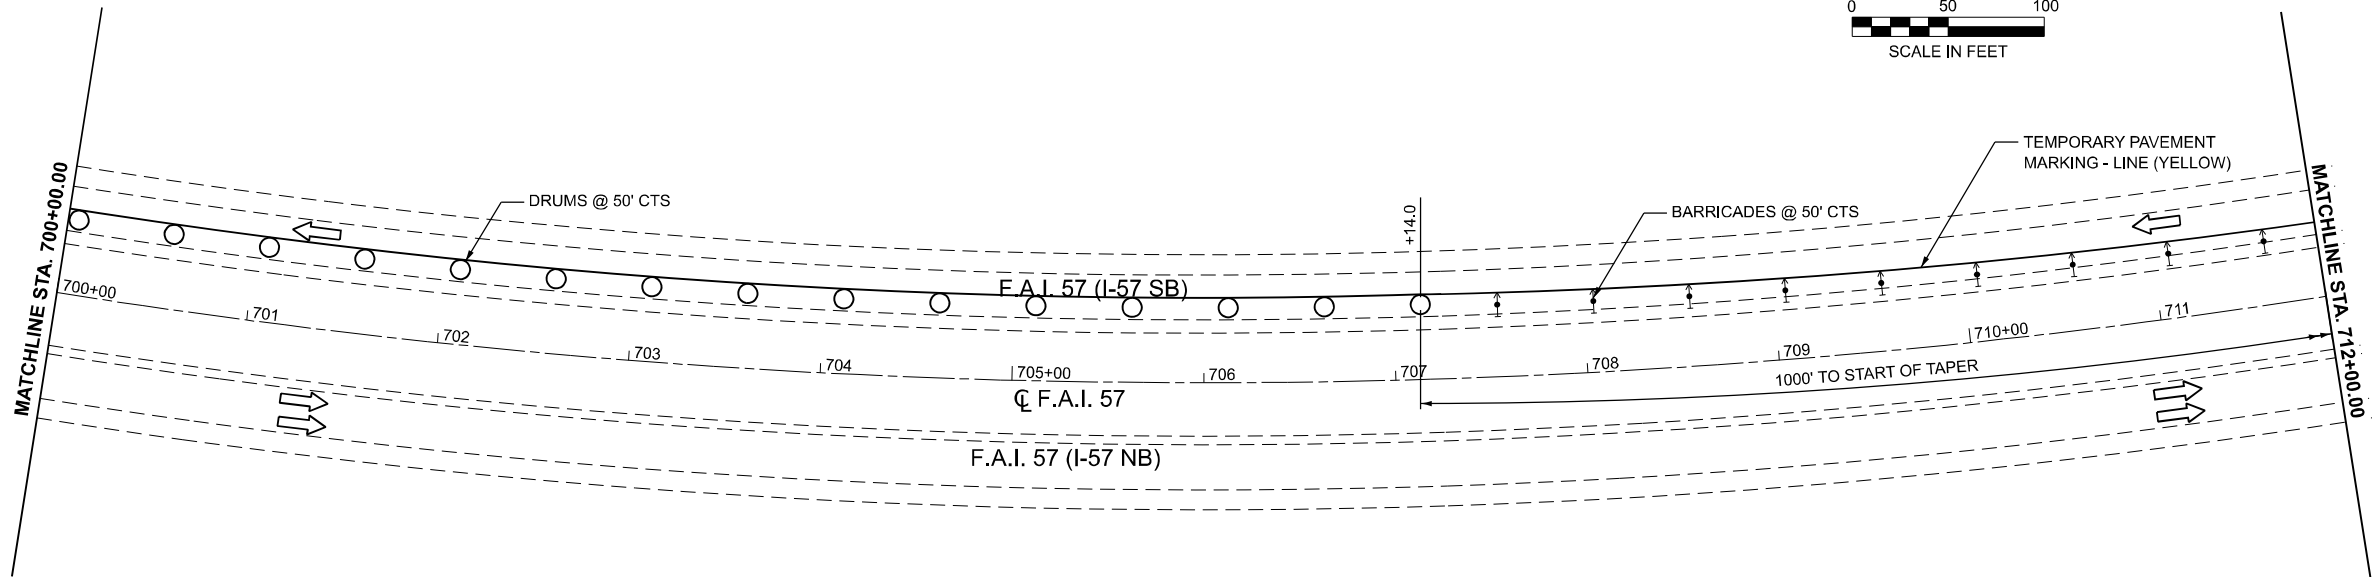 0 50 100
SCALE IN FEET
TEMPORARY PAVEMENT
MARKING - LINE (YELLOW)
MATCHLINE STA. 700+00.00
DRUMS @ 50' CTS
+14.0
BARRICADES @ 50' CTS
MATCHLINE STA. 712+00.00
F.A.I. 57 (I-57 SB)
700+00
701
702
703
704
705+00
706
707
708
709
710+00
711
1000' TO START OF TAPER
℄ F.A.I. 57
F.A.I. 57 (I-57 NB)